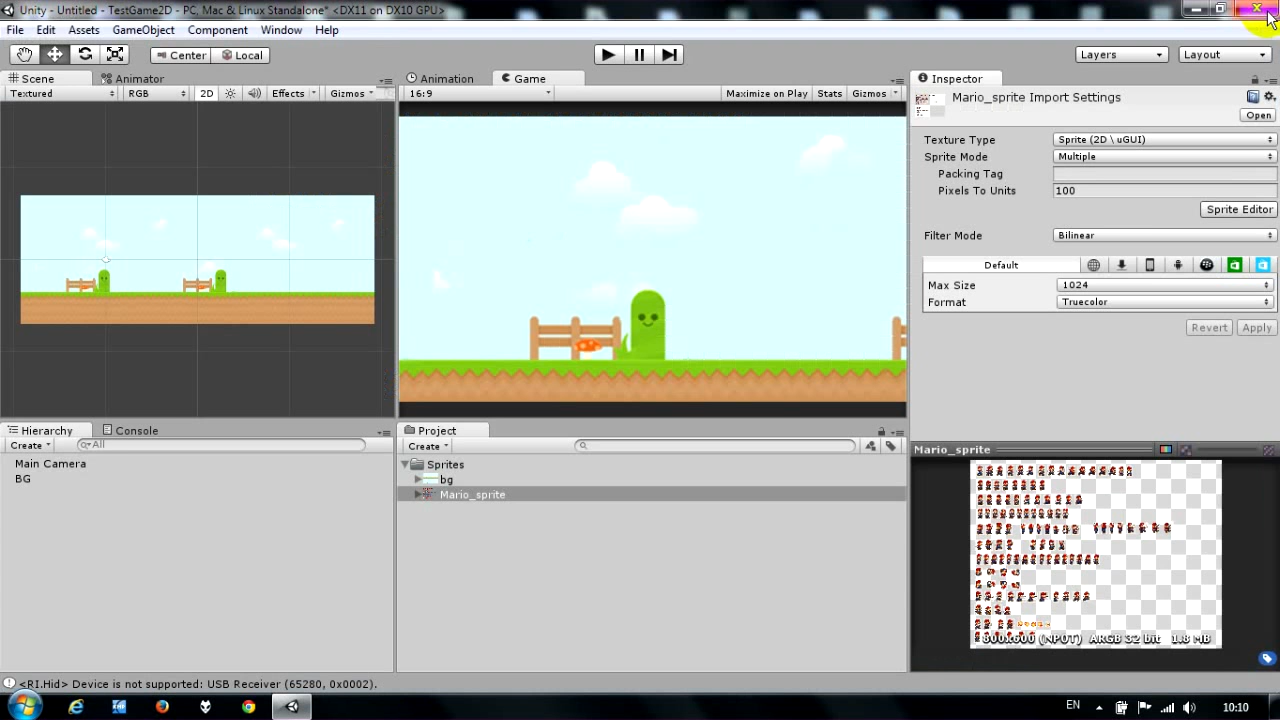 Unity - Untitled - TestGame2D - PC, Mac & Linux Standalone* <DX11 on DX10 GPU>
File Edit Assets GameObject Component Window Help
Center Local Layers Layout
Scene Animator Animation Game Inspector
Textured RGB 2D Effects Gizmos 16:9 Maximize on Play Stats Gizmos
Mario_sprite Import Settings
Open
Texture Type Sprite (2D \ uGUI)
Sprite Mode Multiple
Packing Tag
Pixels To Units 100
Sprite Editor
Filter Mode Bilinear
Default
Max Size 1024
Format Truecolor
Revert Apply
Hierarchy Console Project
Create All Create
Mario_sprite
Main Camera
BG
Sprites
bg
Mario_sprite
800x600 (NPOT) ARGB 32 bit 1.8 MB
<RI.Hid> Device is not supported: USB Receiver (65280, 0x0002).
EN 10:10